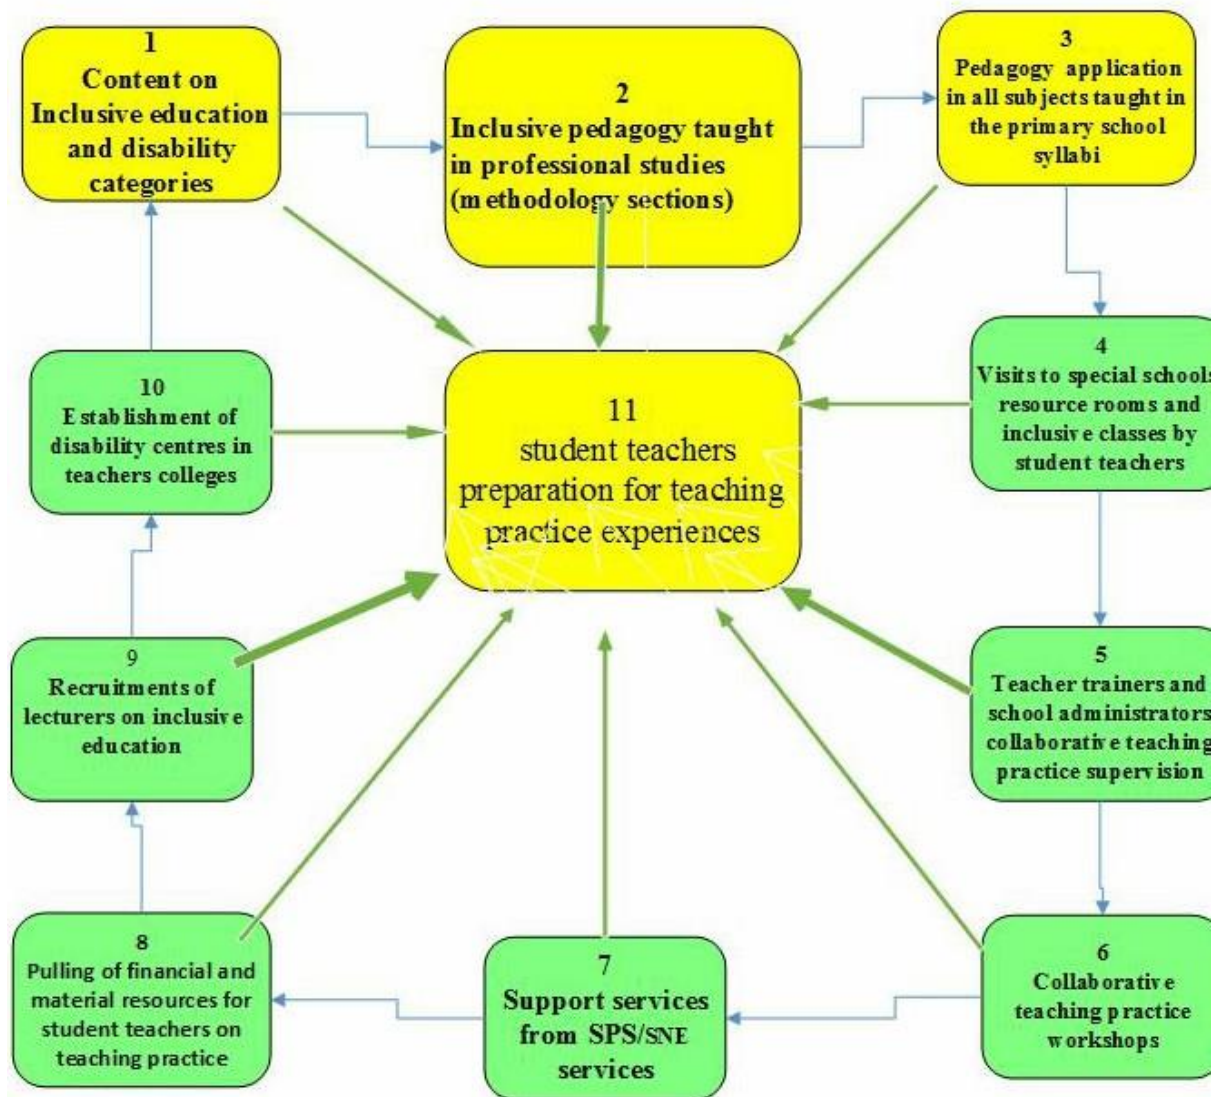 1
Content on
Inclusive education
and disability
categories
2
Inclusive pedagogy taught
in professional studies
(methodology sections)
3
Pedagogy application
in all subjects taught in
the primary school
syllabi
4
Visits to special schools
resource rooms and
inclusive classes by
student teachers
5
Teacher trainers and
school administrators
collaborative teaching
practice supervision
6
Collaborative
teaching practice
workshops
7
Support services
from SPS/SNE
services
8
Pulling of financial and
material resources for
student teachers on
teaching practice
9
Recruitments of
lecturers on inclusive
education
10
Establishment of
disability centres in
teachers colleges
11
student teachers
preparation for teaching
practice experiences